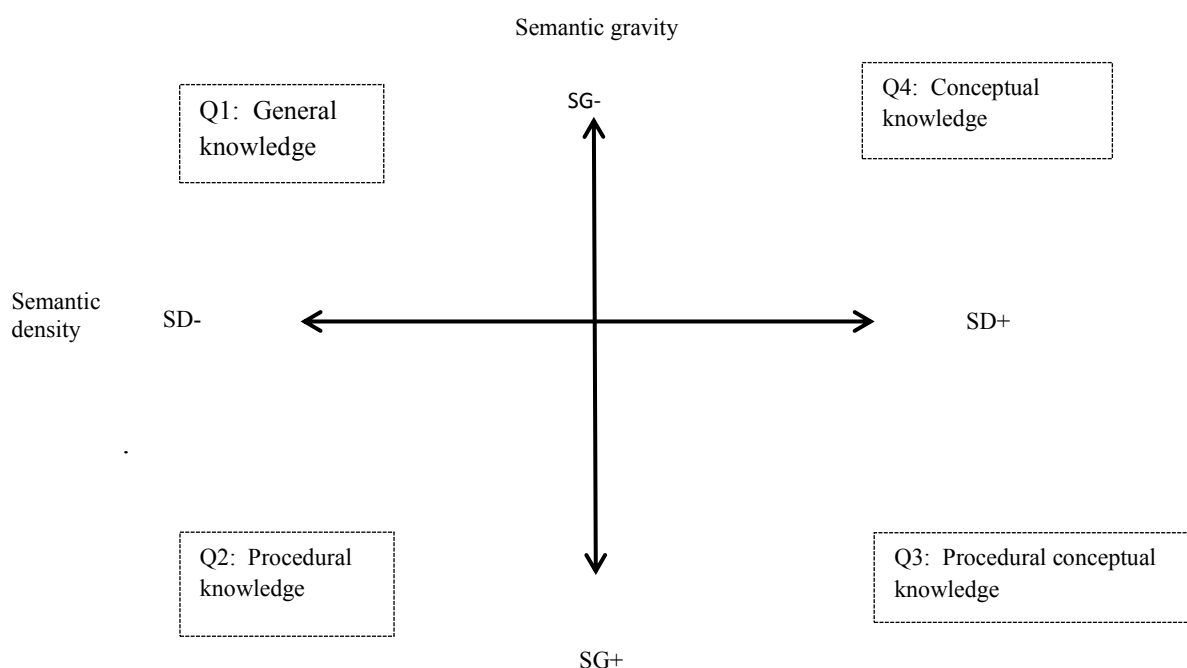 Semantic gravity
Q1: General
knowledge
SG-
Q4: Conceptual
knowledge
Semantic
density
SD-
SD+
.
Q2: Procedural
knowledge
Q3: Procedural conceptual
knowledge
SG+